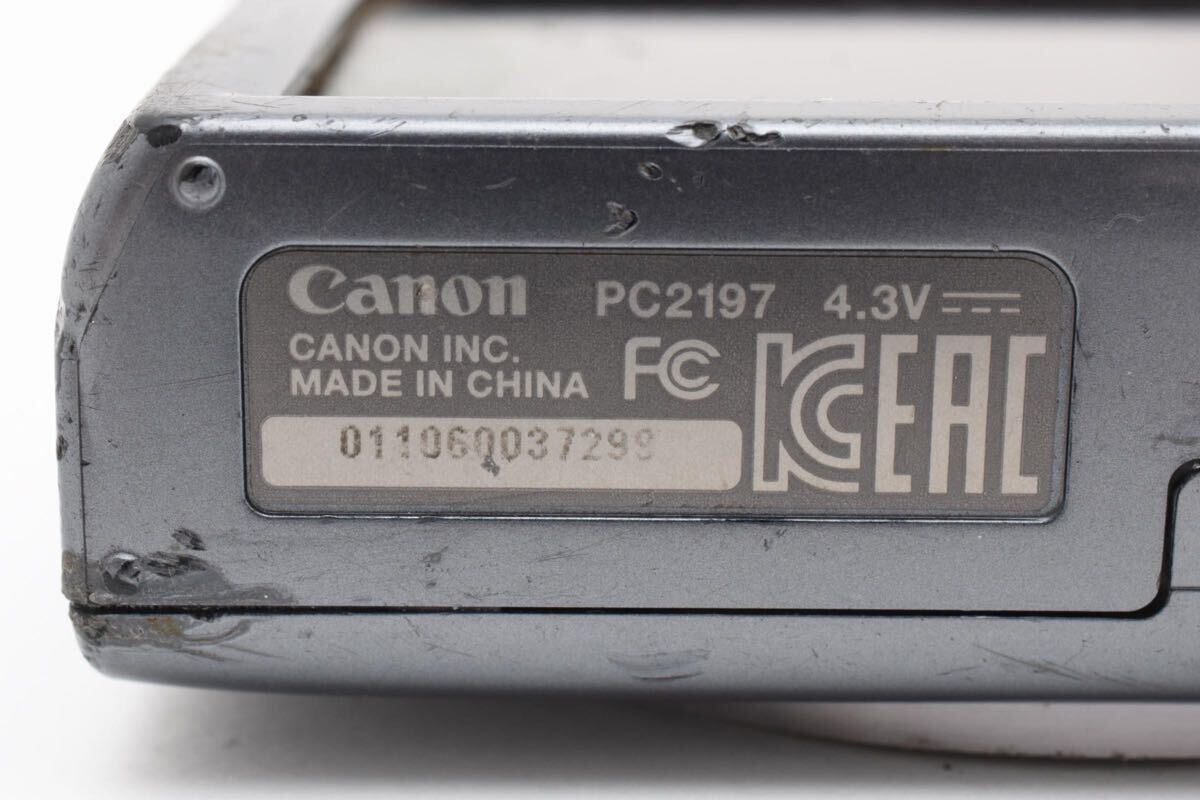 Canon PC2197 4.3V
CANON INC.
MADE IN CHINA FC KC EAC
011060037299